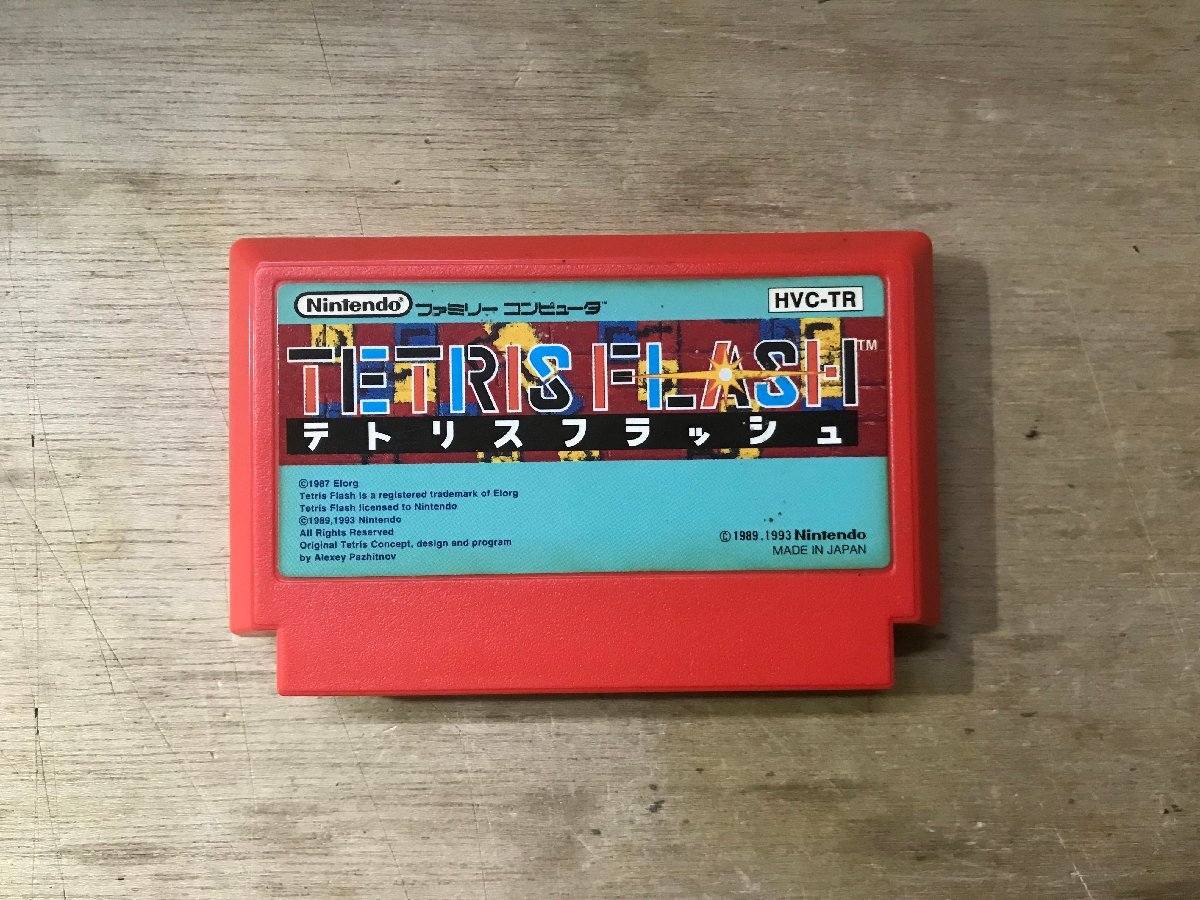 Nintendo® ファミリー コンピュータ™
HVC-TR
TETRIS FLASH™
テトリスフラッシュ
©1987 Elorg
Tetris Flash is a registered trademark of Elorg
Tetris Flash licensed to Nintendo
©1989,1993 Nintendo
All Rights Reserved
Original Tetris Concept, design and program
by Alexey Pazhitnov
©1989,1993 Nintendo
MADE IN JAPAN